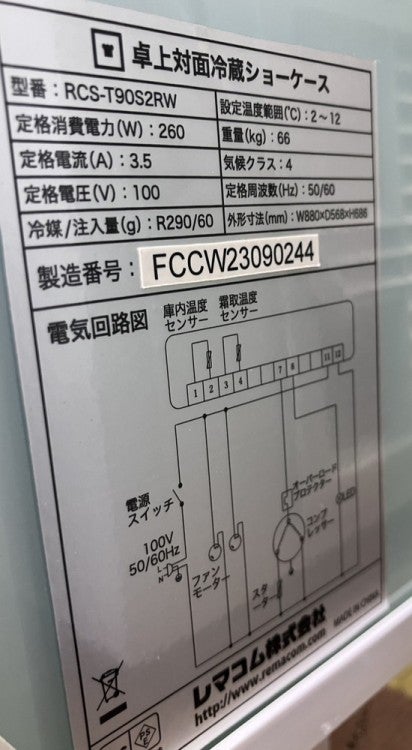 卓上対面冷蔵ショーケース
型番：RCS-T90S2RW
設定温度範囲(℃)：2～12
定格消費電力(W)：260
重量(kg)：66
定格電流(A)：3.5
気候クラス：4
定格電圧(V)：100
定格周波数(Hz)：50/60
冷媒/注入量(g)：R290/60
外形寸法(mm)：W880×D568×H686
製造番号：FCCW23090244
電気回路図
庫内温度
センサー
霜取温度
センサー
1 2 3 4 7 8 11 12
電源
スイッチ
オーバーロード
プロテクター
LED
100V
50/60Hz
L
N
ファン
モーター
コンプ
レッサー
スタ
ーター
レマコム株式会社
http://www.remacom.com
MADE IN CHINA
PS
E